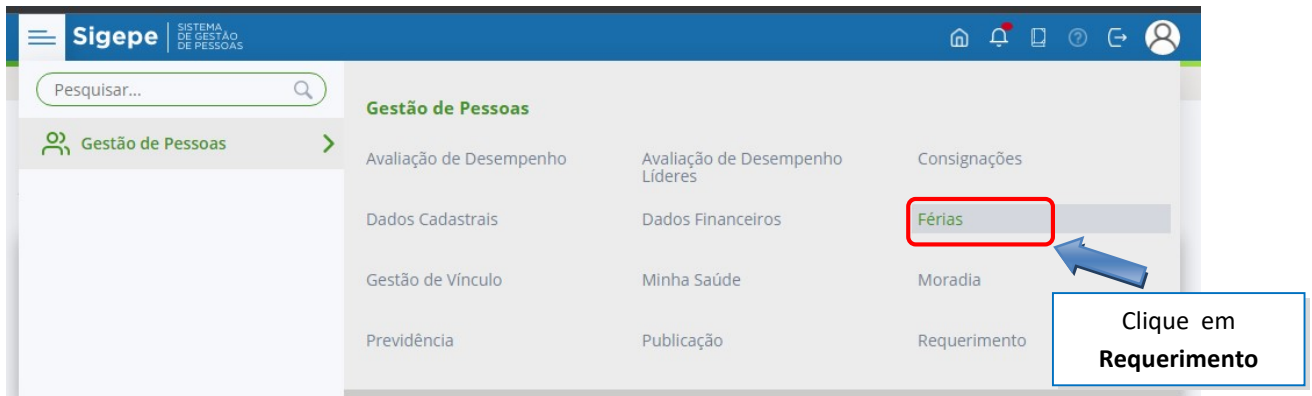 Sigepe
SISTEMA
DE GESTÃO
DE PESSOAS
Pesquisar...
Gestão de Pessoas
Gestão de Pessoas
Avaliação de Desempenho
Avaliação de Desempenho
Líderes
Consignações
Dados Cadastrais
Dados Financeiros
Férias
Gestão de Vínculo
Minha Saúde
Moradia
Previdência
Publicação
Requerimento
Clique em
Requerimento